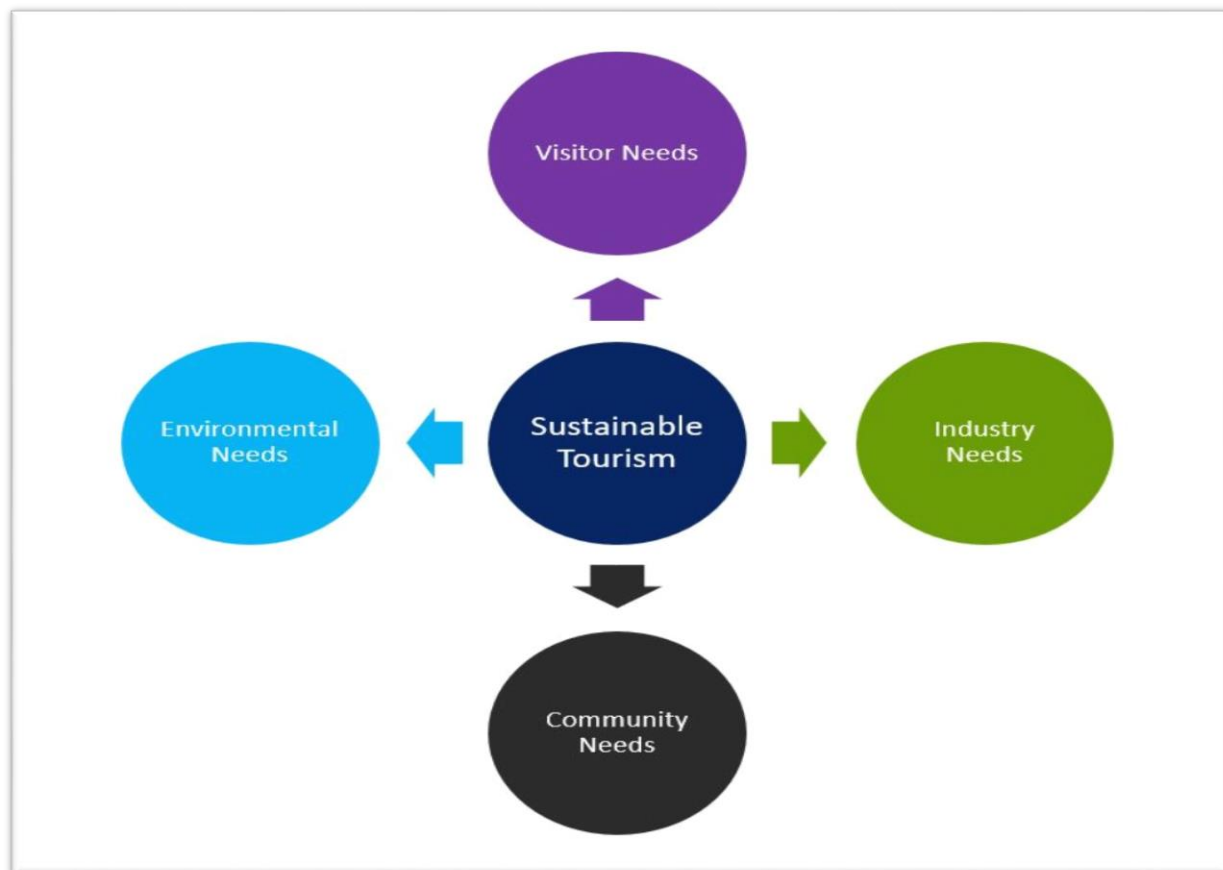 Visitor Needs
Environmental
Needs
Sustainable
Tourism
Industry
Needs
Community
Needs